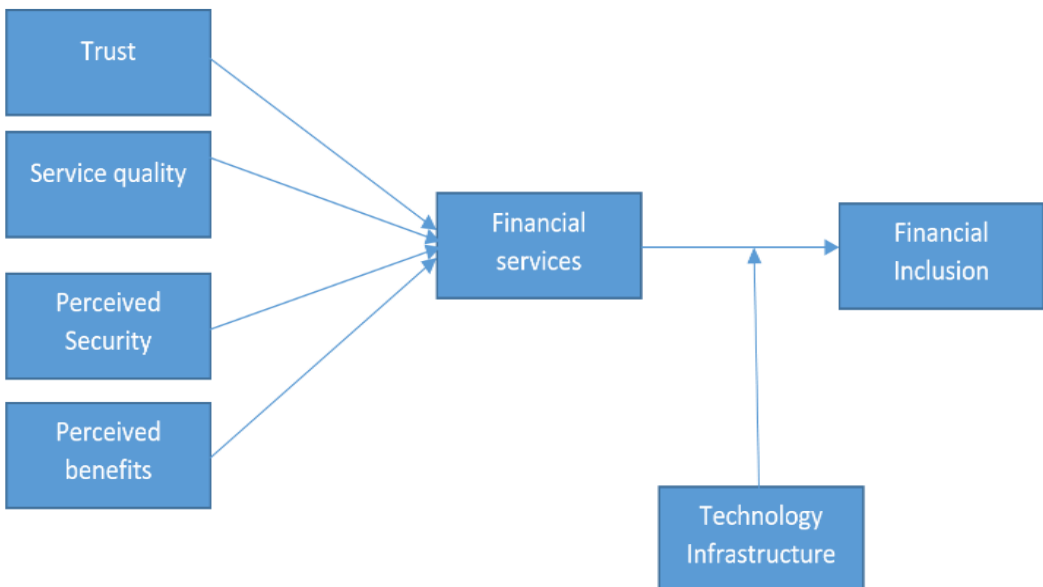 Trust
Service quality
Perceived
Security
Perceived
benefits
Financial
services
Financial
Inclusion
Technology
Infrastructure